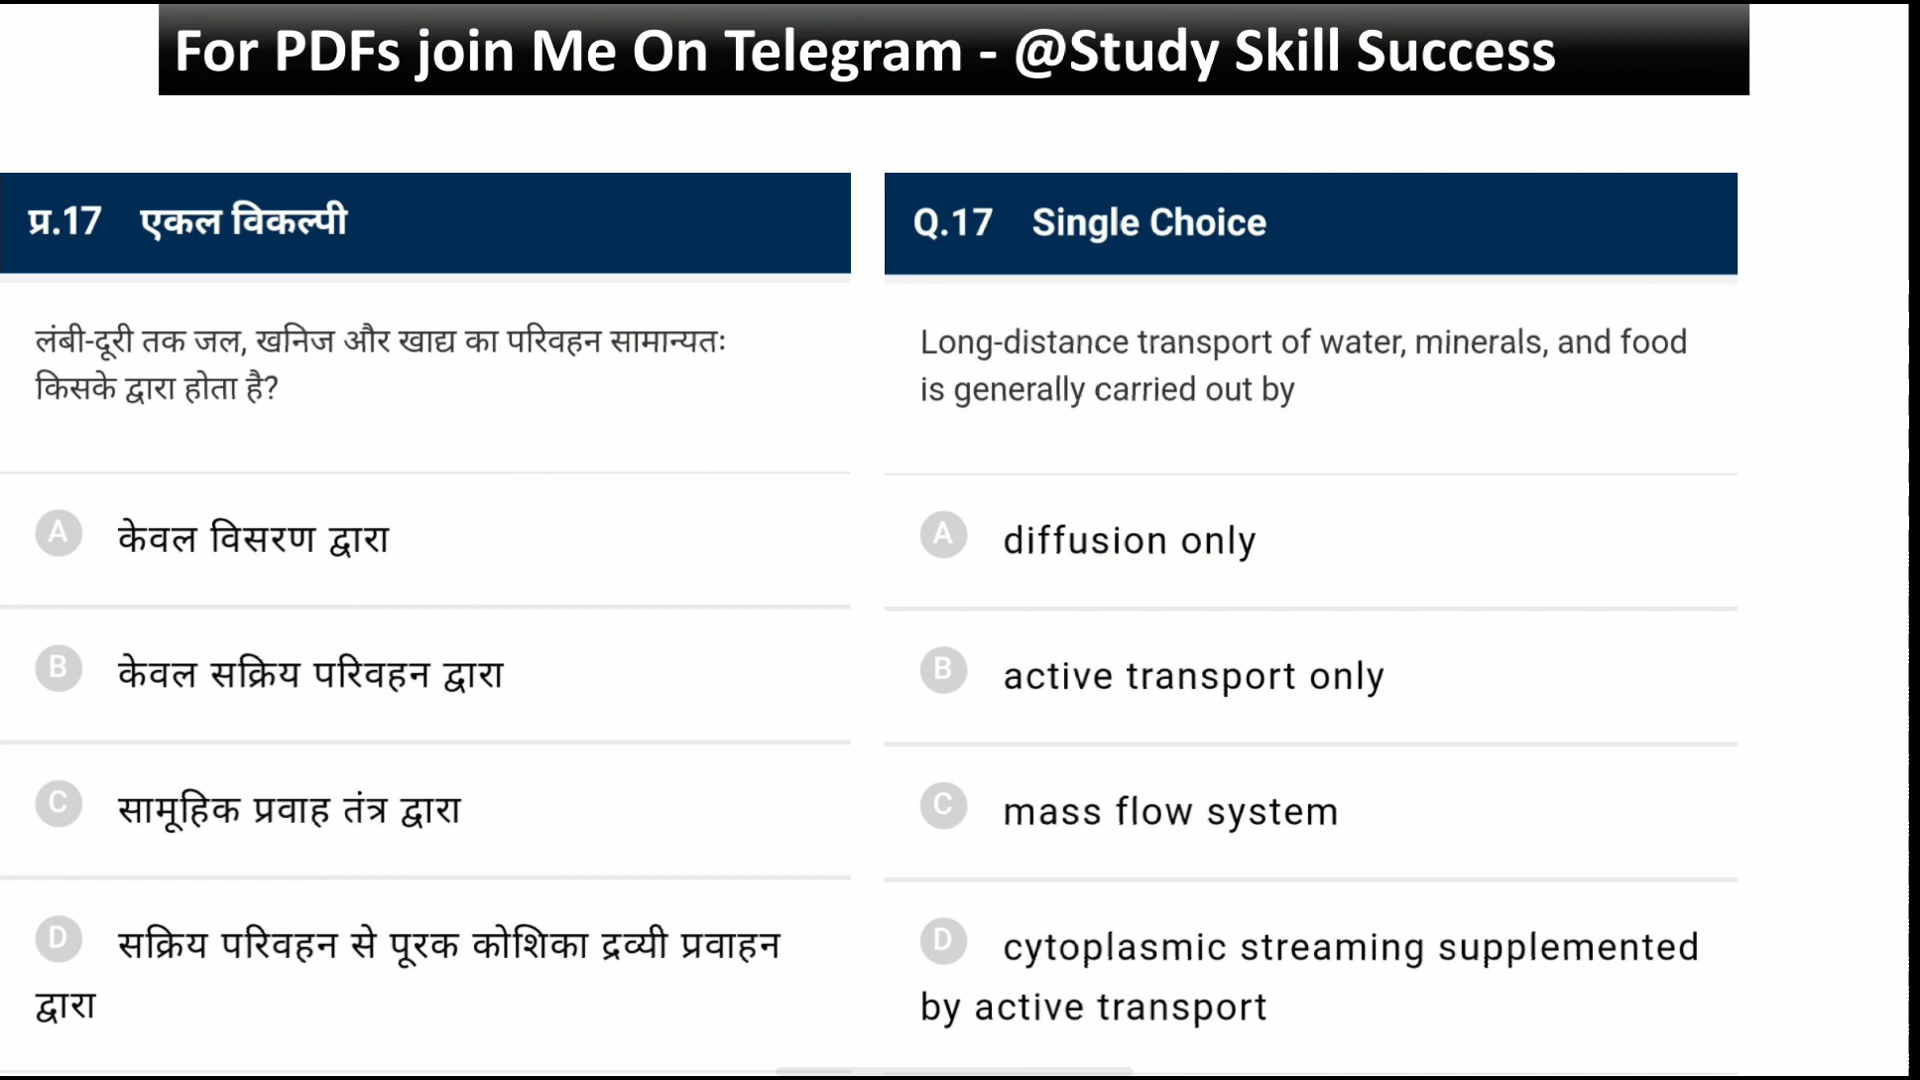 For PDFs join Me On Telegram - @Study Skill Success
प्र.17 एकल विकल्पी
लंबी-दूरी तक जल, खनिज और खाद्य का परिवहन सामान्यतः
किसके द्वारा होता है?
A केवल विसरण द्वारा
B केवल सक्रिय परिवहन द्वारा
C सामूहिक प्रवाह तंत्र द्वारा
D सक्रिय परिवहन से पूरक कोशिका द्रव्यी प्रवाहन
द्वारा
Q.17 Single Choice
Long-distance transport of water, minerals, and food
is generally carried out by
A diffusion only
B active transport only
C mass flow system
D cytoplasmic streaming supplemented
by active transport